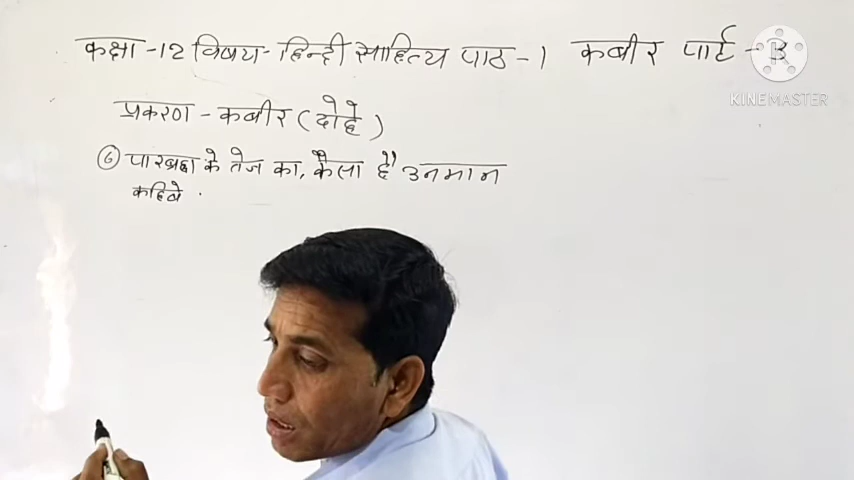 कक्षा -12 विषय- हिन्दी साहित्य पाठ -1 कबीर पार्ट - 3
KINEMASTER
प्रकरण - कबीर (दोहे)
⑥ पारब्रह्म के तेज का, कैसा है उनमान
कहिबे